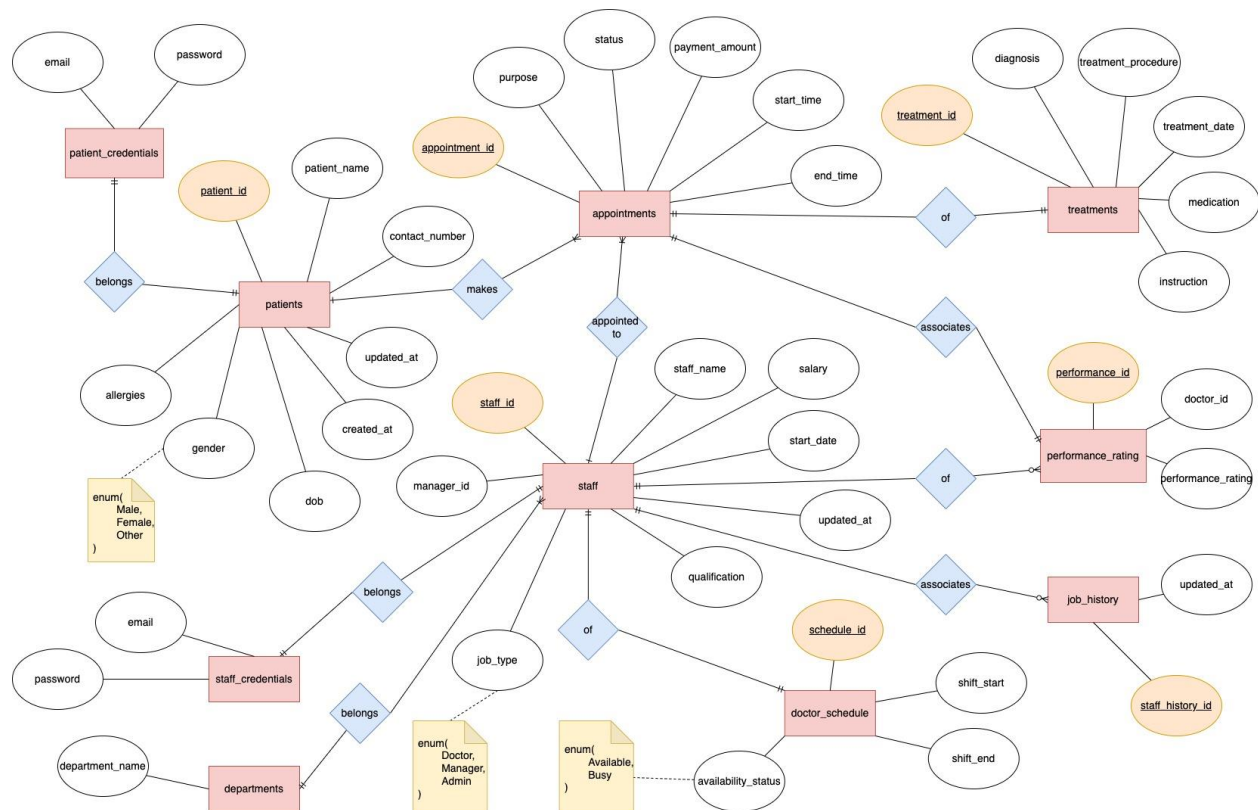 email
password
patient_credentials
belongs
patient_id
patient_name
contact_number
patients
makes
updated_at
created_at
dob
gender
allergies
enum(
Male,
Female,
Other
)
status
payment_amount
purpose
start_time
appointment_id
end_time
appointments
of
diagnosis
treatment_procedure
treatment_id
treatment_date
medication
treatments
instruction
associates
appointed
to
staff_name
salary
staff_id
start_date
manager_id
staff
updated_at
qualification
of
performance_id
doctor_id
performance_rating
performance_rating
associates
job_history
updated_at
staff_history_id
belongs
email
password
staff_credentials
belongs
department_name
departments
job_type
enum(
Doctor,
Manager,
Admin
)
of
schedule_id
shift_start
doctor_schedule
shift_end
availability_status
enum(
Available,
Busy
)